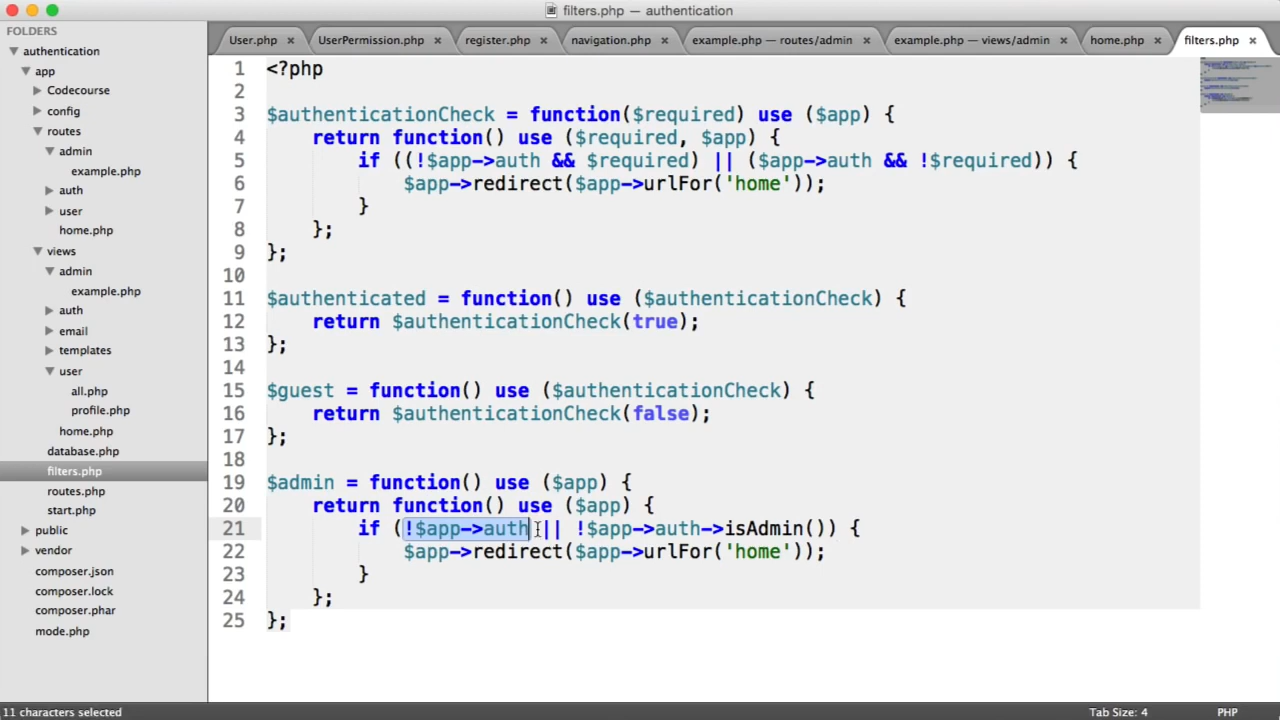 filters.php — authentication
FOLDERS
authentication
app
Codecourse
config
routes
admin
example.php
auth
user
home.php
views
admin
example.php
auth
email
templates
user
all.php
profile.php
home.php
database.php
filters.php
routes.php
start.php
public
vendor
composer.json
composer.lock
composer.phar
mode.php
User.php × UserPermission.php × register.php × navigation.php × example.php — routes/admin × example.php — views/admin × home.php × filters.php ×
1 <?php
2
3 $authenticationCheck = function($required) use ($app) {
4     return function() use ($required, $app) {
5         if ((!$app->auth && $required) || ($app->auth && !$required)) {
6             $app->redirect($app->urlFor('home'));
7         }
8     };
9 };
10
11 $authenticated = function() use ($authenticationCheck) {
12     return $authenticationCheck(true);
13 };
14
15 $guest = function() use ($authenticationCheck) {
16     return $authenticationCheck(false);
17 };
18
19 $admin = function() use ($app) {
20     return function() use ($app) {
21         if (!$app->auth || !$app->auth->isAdmin()) {
22             $app->redirect($app->urlFor('home'));
23         }
24     };
25 };
11 characters selected
Tab Size: 4
PHP